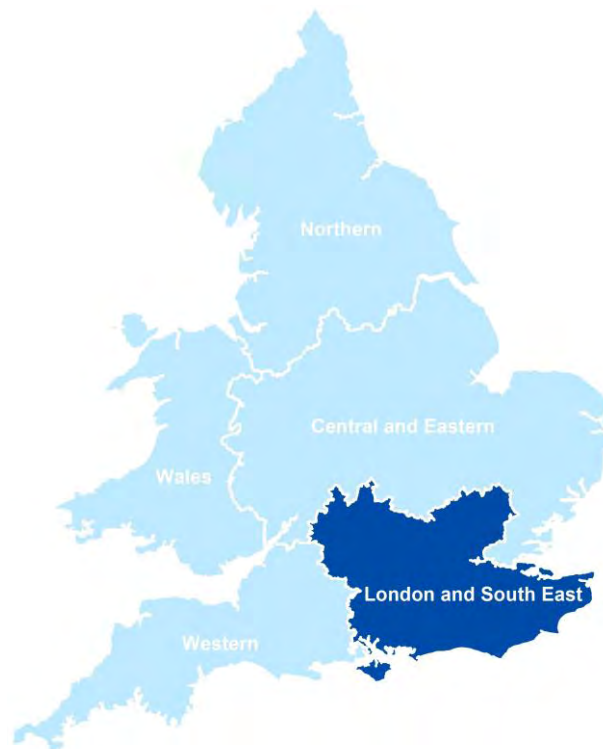 Northern
Central and Eastern
Wales
London and South East
Western